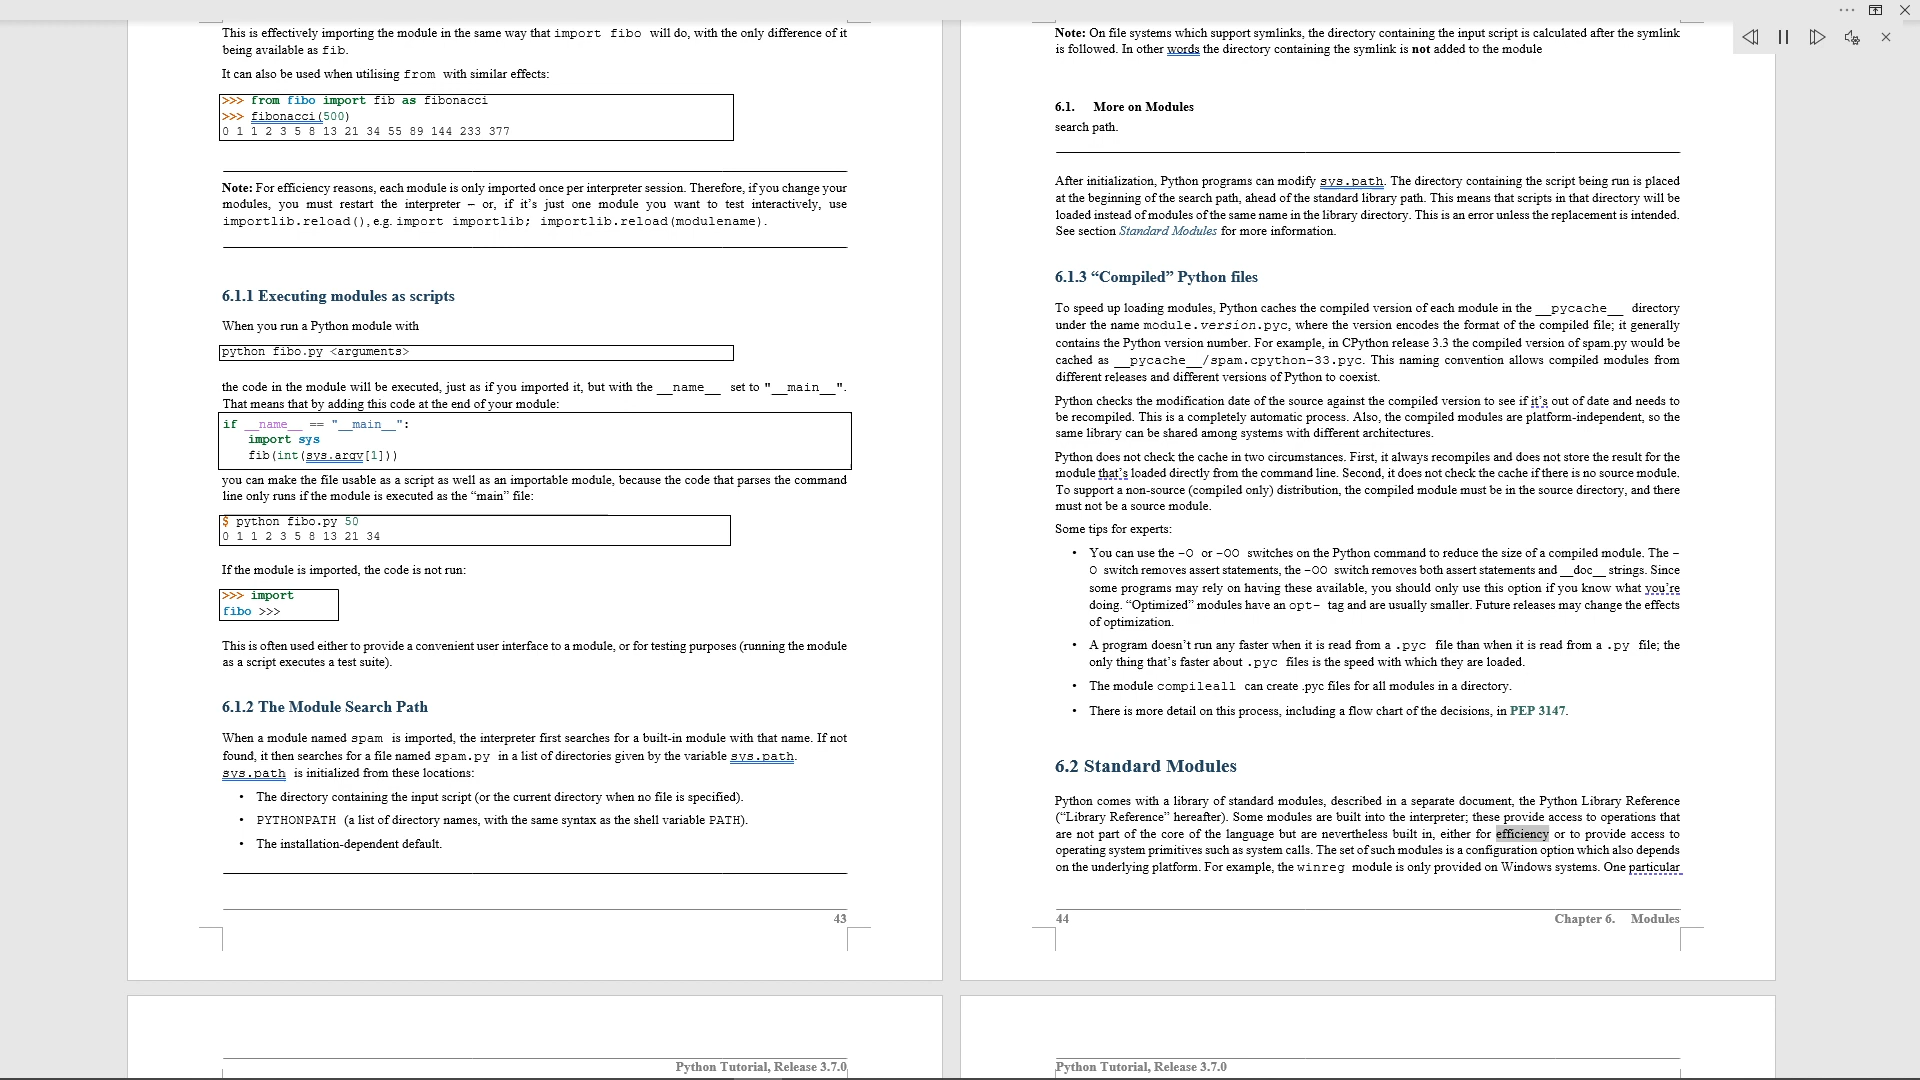 This is effectively importing the module in the same way that import fibo will do, with the only difference of it
being available as fib.
It can also be used when utilising from with similar effects:
>>> from fibo import fib as fibonacci
>>> fibonacci(500)
0 1 1 2 3 5 8 13 21 34 55 89 144 233 377
Note: For efficiency reasons, each module is only imported once per interpreter session. Therefore, if you change your
modules, you must restart the interpreter – or, if it’s just one module you want to test interactively, use
importlib.reload(), e.g. import importlib; importlib.reload(modulename).
6.1.1 Executing modules as scripts
When you run a Python module with
python fibo.py <arguments>
the code in the module will be executed, just as if you imported it, but with the __name__ set to "__main__".
That means that by adding this code at the end of your module:
if __name__ == "__main__":
import sys
fib(int(sys.argv[1]))
you can make the file usable as a script as well as an importable module, because the code that parses the command
line only runs if the module is executed as the “main” file:
$ python fibo.py 50
0 1 1 2 3 5 8 13 21 34
If the module is imported, the code is not run:
>>> import
fibo >>>
This is often used either to provide a convenient user interface to a module, or for testing purposes (running the module
as a script executes a test suite).
6.1.2 The Module Search Path
When a module named spam is imported, the interpreter first searches for a built-in module with that name. If not
found, it then searches for a file named spam.py in a list of directories given by the variable sys.path.
sys.path is initialized from these locations:
• The directory containing the input script (or the current directory when no file is specified).
• PYTHONPATH (a list of directory names, with the same syntax as the shell variable PATH).
• The installation-dependent default.
43
Note: On file systems which support symlinks, the directory containing the input script is calculated after the symlink
is followed. In other words the directory containing the symlink is not added to the module
6.1. More on Modules
search path.
After initialization, Python programs can modify sys.path. The directory containing the script being run is placed
at the beginning of the search path, ahead of the standard library path. This means that scripts in that directory will be
loaded instead of modules of the same name in the library directory. This is an error unless the replacement is intended.
See section Standard Modules for more information.
6.1.3 “Compiled” Python files
To speed up loading modules, Python caches the compiled version of each module in the __pycache__ directory
under the name module.version.pyc, where the version encodes the format of the compiled file; it generally
contains the Python version number. For example, in CPython release 3.3 the compiled version of spam.py would be
cached as __pycache__/spam.cpython-33.pyc. This naming convention allows compiled modules from
different releases and different versions of Python to coexist.
Python checks the modification date of the source against the compiled version to see if it’s out of date and needs to
be recompiled. This is a completely automatic process. Also, the compiled modules are platform-independent, so the
same library can be shared among systems with different architectures.
Python does not check the cache in two circumstances. First, it always recompiles and does not store the result for the
module that’s loaded directly from the command line. Second, it does not check the cache if there is no source module.
To support a non-source (compiled only) distribution, the compiled module must be in the source directory, and there
must not be a source module.
Some tips for experts:
• You can use the -O or -OO switches on the Python command to reduce the size of a compiled module. The -
O switch removes assert statements, the -OO switch removes both assert statements and __doc__ strings. Since
some programs may rely on having these available, you should only use this option if you know what you’re
doing. “Optimized” modules have an opt- tag and are usually smaller. Future releases may change the effects
of optimization.
• A program doesn’t run any faster when it is read from a .pyc file than when it is read from a .py file; the
only thing that’s faster about .pyc files is the speed with which they are loaded.
• The module compileall can create .pyc files for all modules in a directory.
• There is more detail on this process, including a flow chart of the decisions, in PEP 3147.
6.2 Standard Modules
Python comes with a library of standard modules, described in a separate document, the Python Library Reference
(“Library Reference” hereafter). Some modules are built into the interpreter; these provide access to operations that
are not part of the core of the language but are nevertheless built in, either for efficiency or to provide access to
operating system primitives such as system calls. The set of such modules is a configuration option which also depends
on the underlying platform. For example, the winreg module is only provided on Windows systems. One particular
44 Chapter 6. Modules
Python Tutorial, Release 3.7.0
Python Tutorial, Release 3.7.0